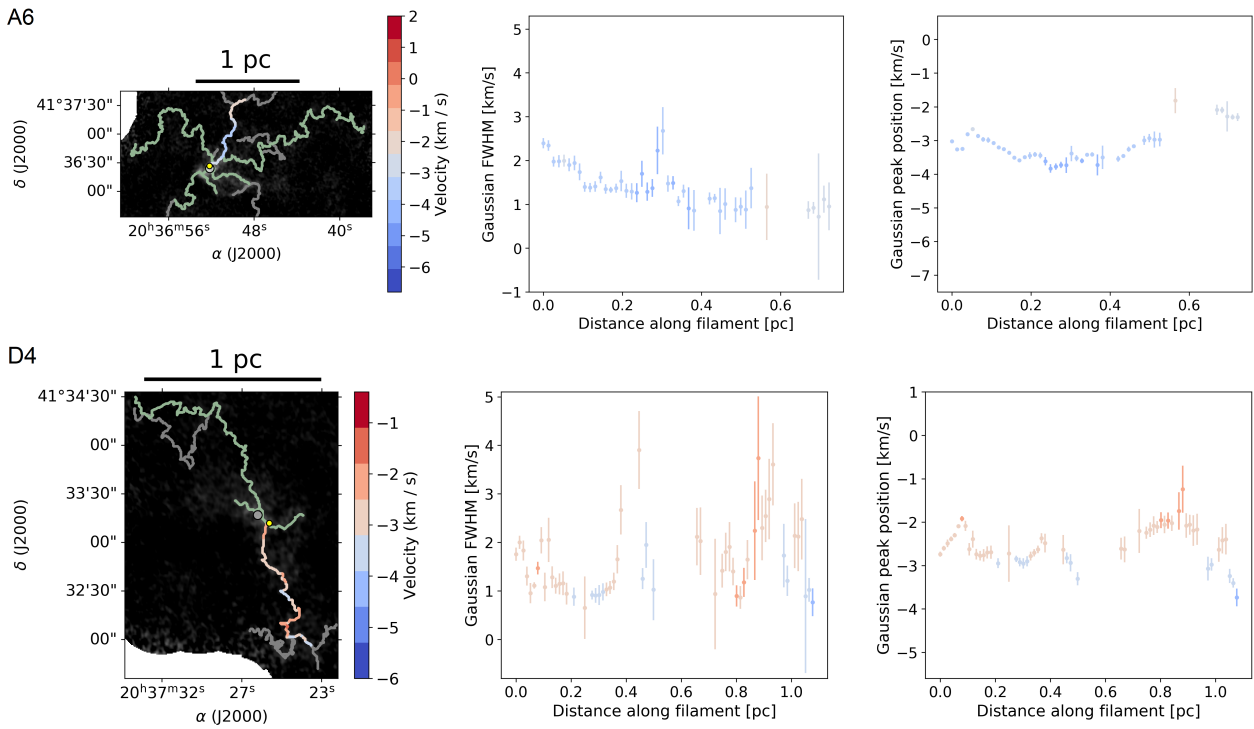 A6
1 pc
41°37'30"
00"
36'30"
00"
δ (J2000)
20h36m56s 48s 40s
α (J2000)
2
1
0
−1
−2
−3
−4
−5
−6
Velocity (km / s)
5
4
3
2
1
0
−1
Gaussian FWHM [km/s]
0.0 0.2 0.4 0.6
Distance along filament [pc]
0
−1
−2
−3
−4
−5
−6
−7
Gaussian peak position [km/s]
0.0 0.2 0.4 0.6
Distance along filament [pc]
D4
1 pc
41°34'30"
00"
33'30"
00"
32'30"
00"
δ (J2000)
20h37m32s 27s 23s
α (J2000)
−1
−2
−3
−4
−5
−6
Velocity (km / s)
5
4
3
2
1
0
Gaussian FWHM [km/s]
0.0 0.2 0.4 0.6 0.8 1.0
Distance along filament [pc]
1
0
−1
−2
−3
−4
−5
Gaussian peak position [km/s]
0.0 0.2 0.4 0.6 0.8 1.0
Distance along filament [pc]